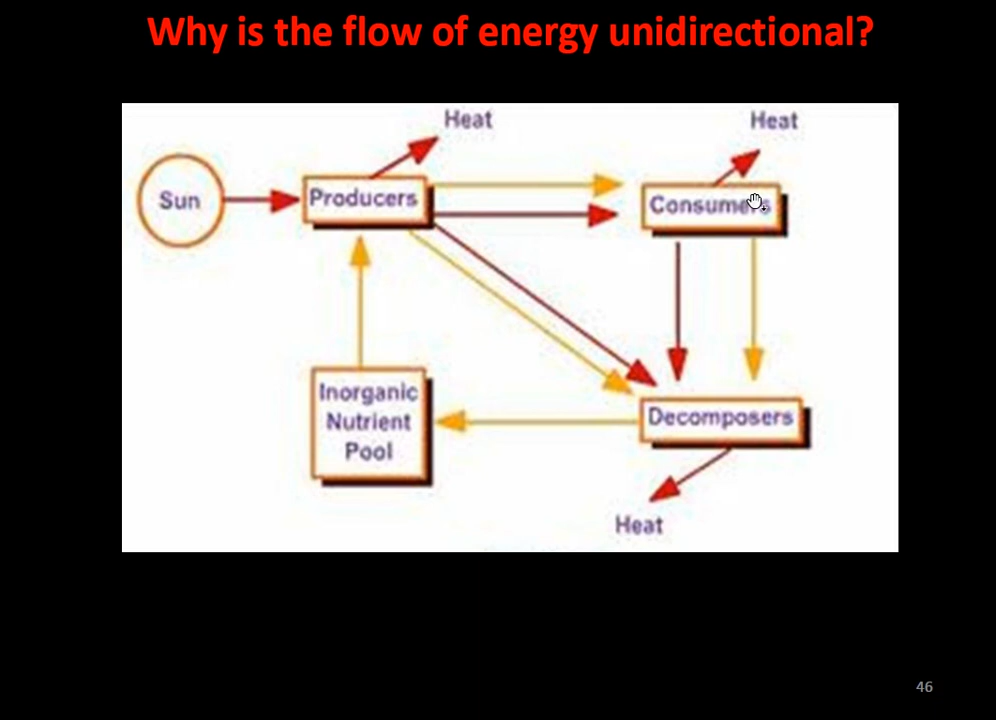 Why is the flow of energy unidirectional?
Heat
Heat
Sun
Producers
Consumers
Inorganic
Nutrient
Pool
Decomposers
Heat
46